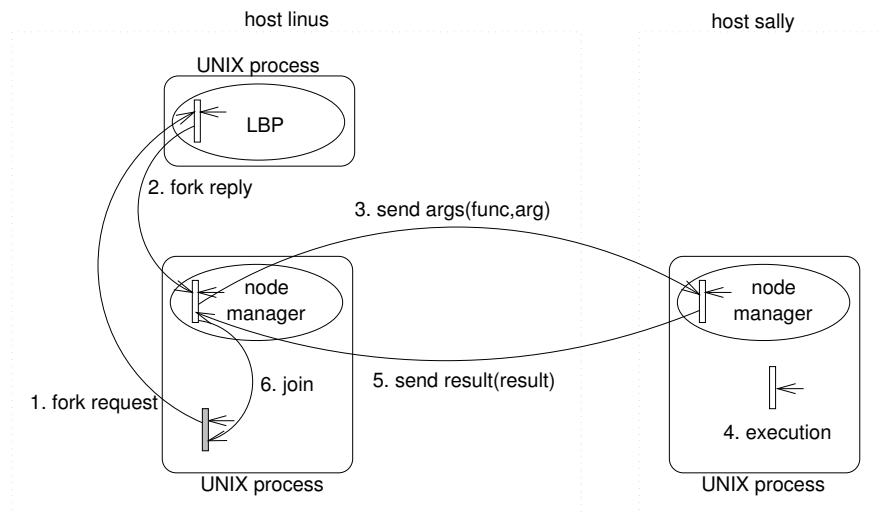 host linus
host sally
UNIX process
LBP
2. fork reply
3. send args(func,arg)
node
manager
node
manager
6. join
5. send result(result)
1. fork request
4. execution
UNIX process
UNIX process